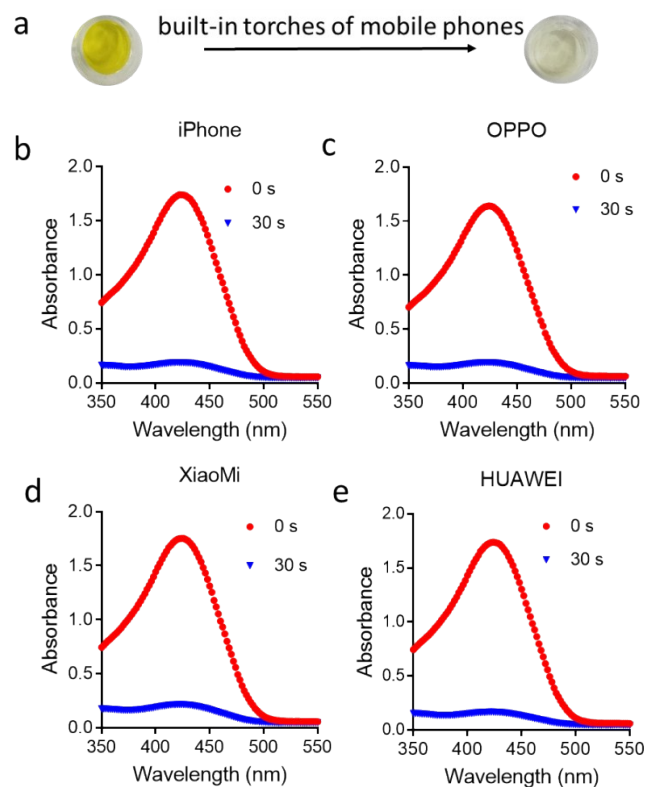 a
built-in torches of mobile phones
b
iPhone
2.0
1.5
1.0
0.5
0.0
Absorbance
0 s
30 s
350 400 450 500 550
Wavelength (nm)
c
OPPO
2.0
1.5
1.0
0.5
0.0
Absorbance
0 s
30 s
350 400 450 500 550
Wavelength (nm)
d
XiaoMi
2.0
1.5
1.0
0.5
0.0
Absorbance
0 s
30 s
350 400 450 500 550
Wavelength (nm)
e
HUAWEI
2.0
1.5
1.0
0.5
0.0
Absorbance
0 s
30 s
350 400 450 500 550
Wavelength (nm)